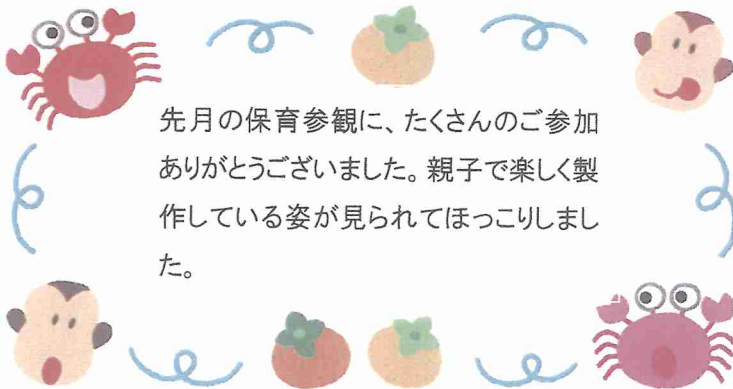 先月の保育参観に、たくさんのご参加
ありがとうございました。親子で楽しく製
作している姿が見られてほっこりしまし
た。